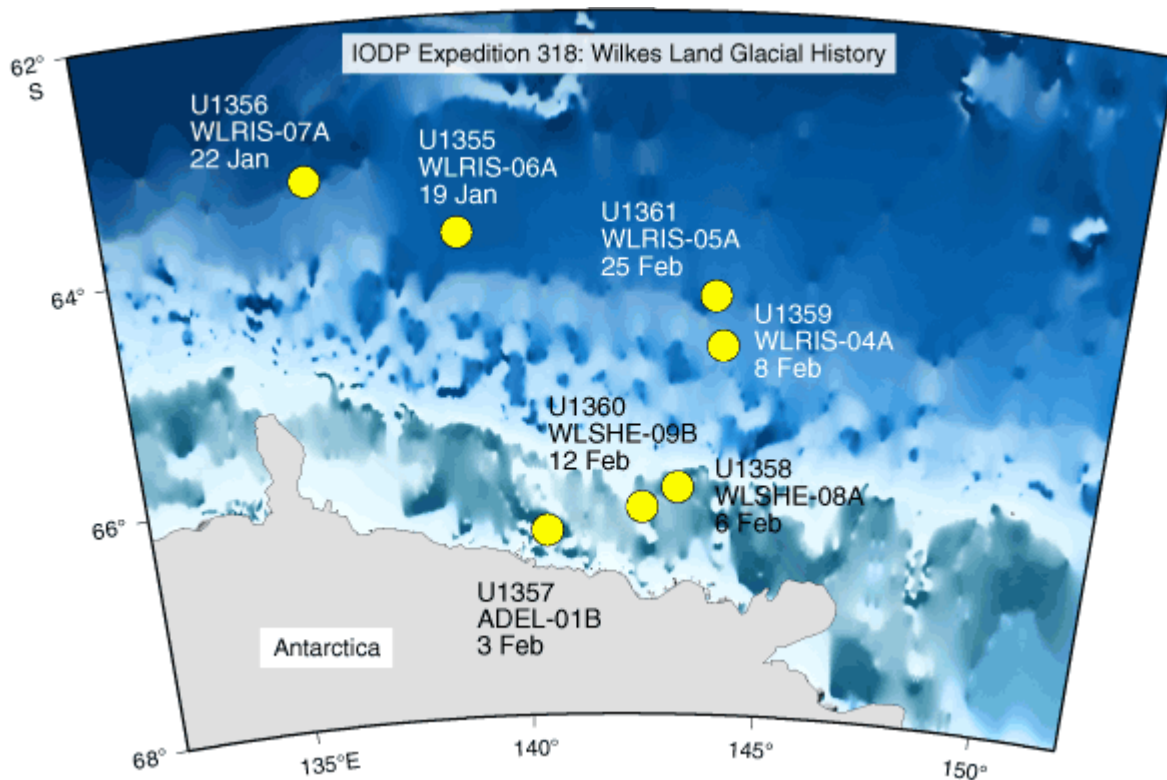 IODP Expedition 318: Wilkes Land Glacial History
62°
S
U1356
WLRIS-07A
22 Jan
U1355
WLRIS-06A
19 Jan
U1361
WLRIS-05A
25 Feb
64°
U1359
WLRIS-04A
8 Feb
U1360
WLSHE-09B
12 Feb
U1358
WLSHE-08A
6 Feb
66°
U1357
ADEL-01B
3 Feb
Antarctica
68°
135°E
140°
145°
150°